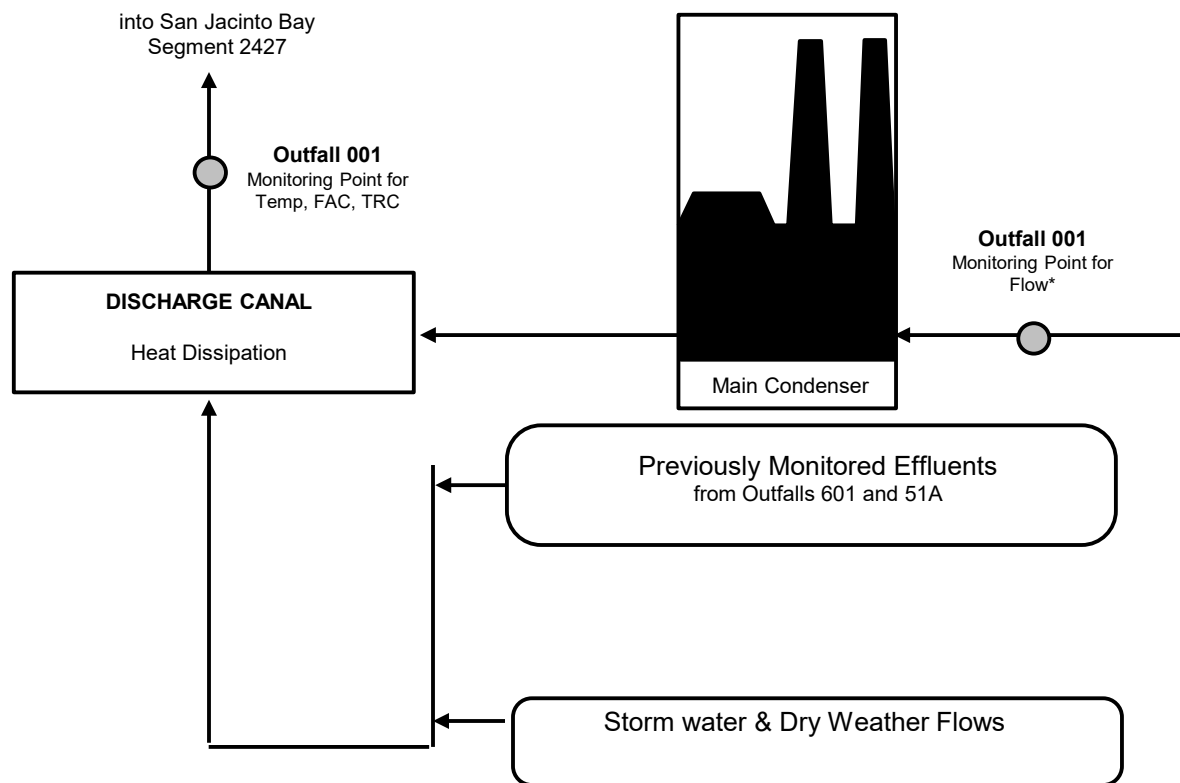 into San Jacinto Bay
Segment 2427
Outfall 001
Monitoring Point for
Temp, FAC, TRC
Outfall 001
Monitoring Point for
Flow*
DISCHARGE CANAL
Heat Dissipation
Main Condenser
Previously Monitored Effluents
from Outfalls 601 and 51A
Storm water & Dry Weather Flows